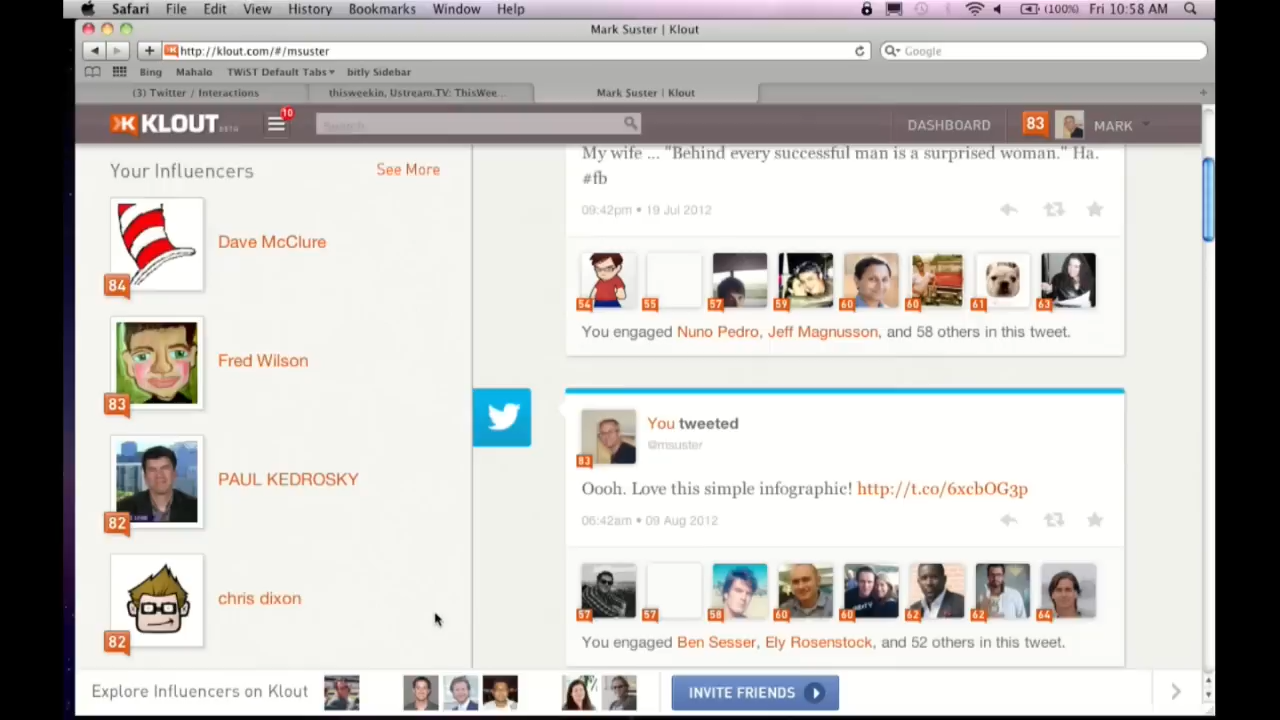 Safari File Edit View History Bookmarks Window Help
(100%) Fri 10:58 AM
Mark Suster | Klout
http://klout.com/#/msuster
Google
Bing Mahalo TWiST Default Tabs bitly Sidebar
(3) Twitter / Interactions
thisweekin, Ustream.TV: ThisWee...
Mark Suster | Klout
KLOUT BETA
10
Search
DASHBOARD
83
MARK
Your Influencers
See More
Dave McClure
84
Fred Wilson
83
PAUL KEDROSKY
82
chris dixon
82
My wife ... "Behind every successful man is a surprised woman." Ha.
#fb
09:42pm • 19 Jul 2012
54 55 57 59 60 60 61 63
You engaged Nuno Pedro, Jeff Magnusson, and 58 others in this tweet.
You tweeted
@msuster
83
Oooh. Love this simple infographic! http://t.co/6xcbOG3p
06:42am • 09 Aug 2012
57 57 58 60 60 62 62 64
You engaged Ben Sesser, Ely Rosenstock, and 52 others in this tweet.
Explore Influencers on Klout
INVITE FRIENDS